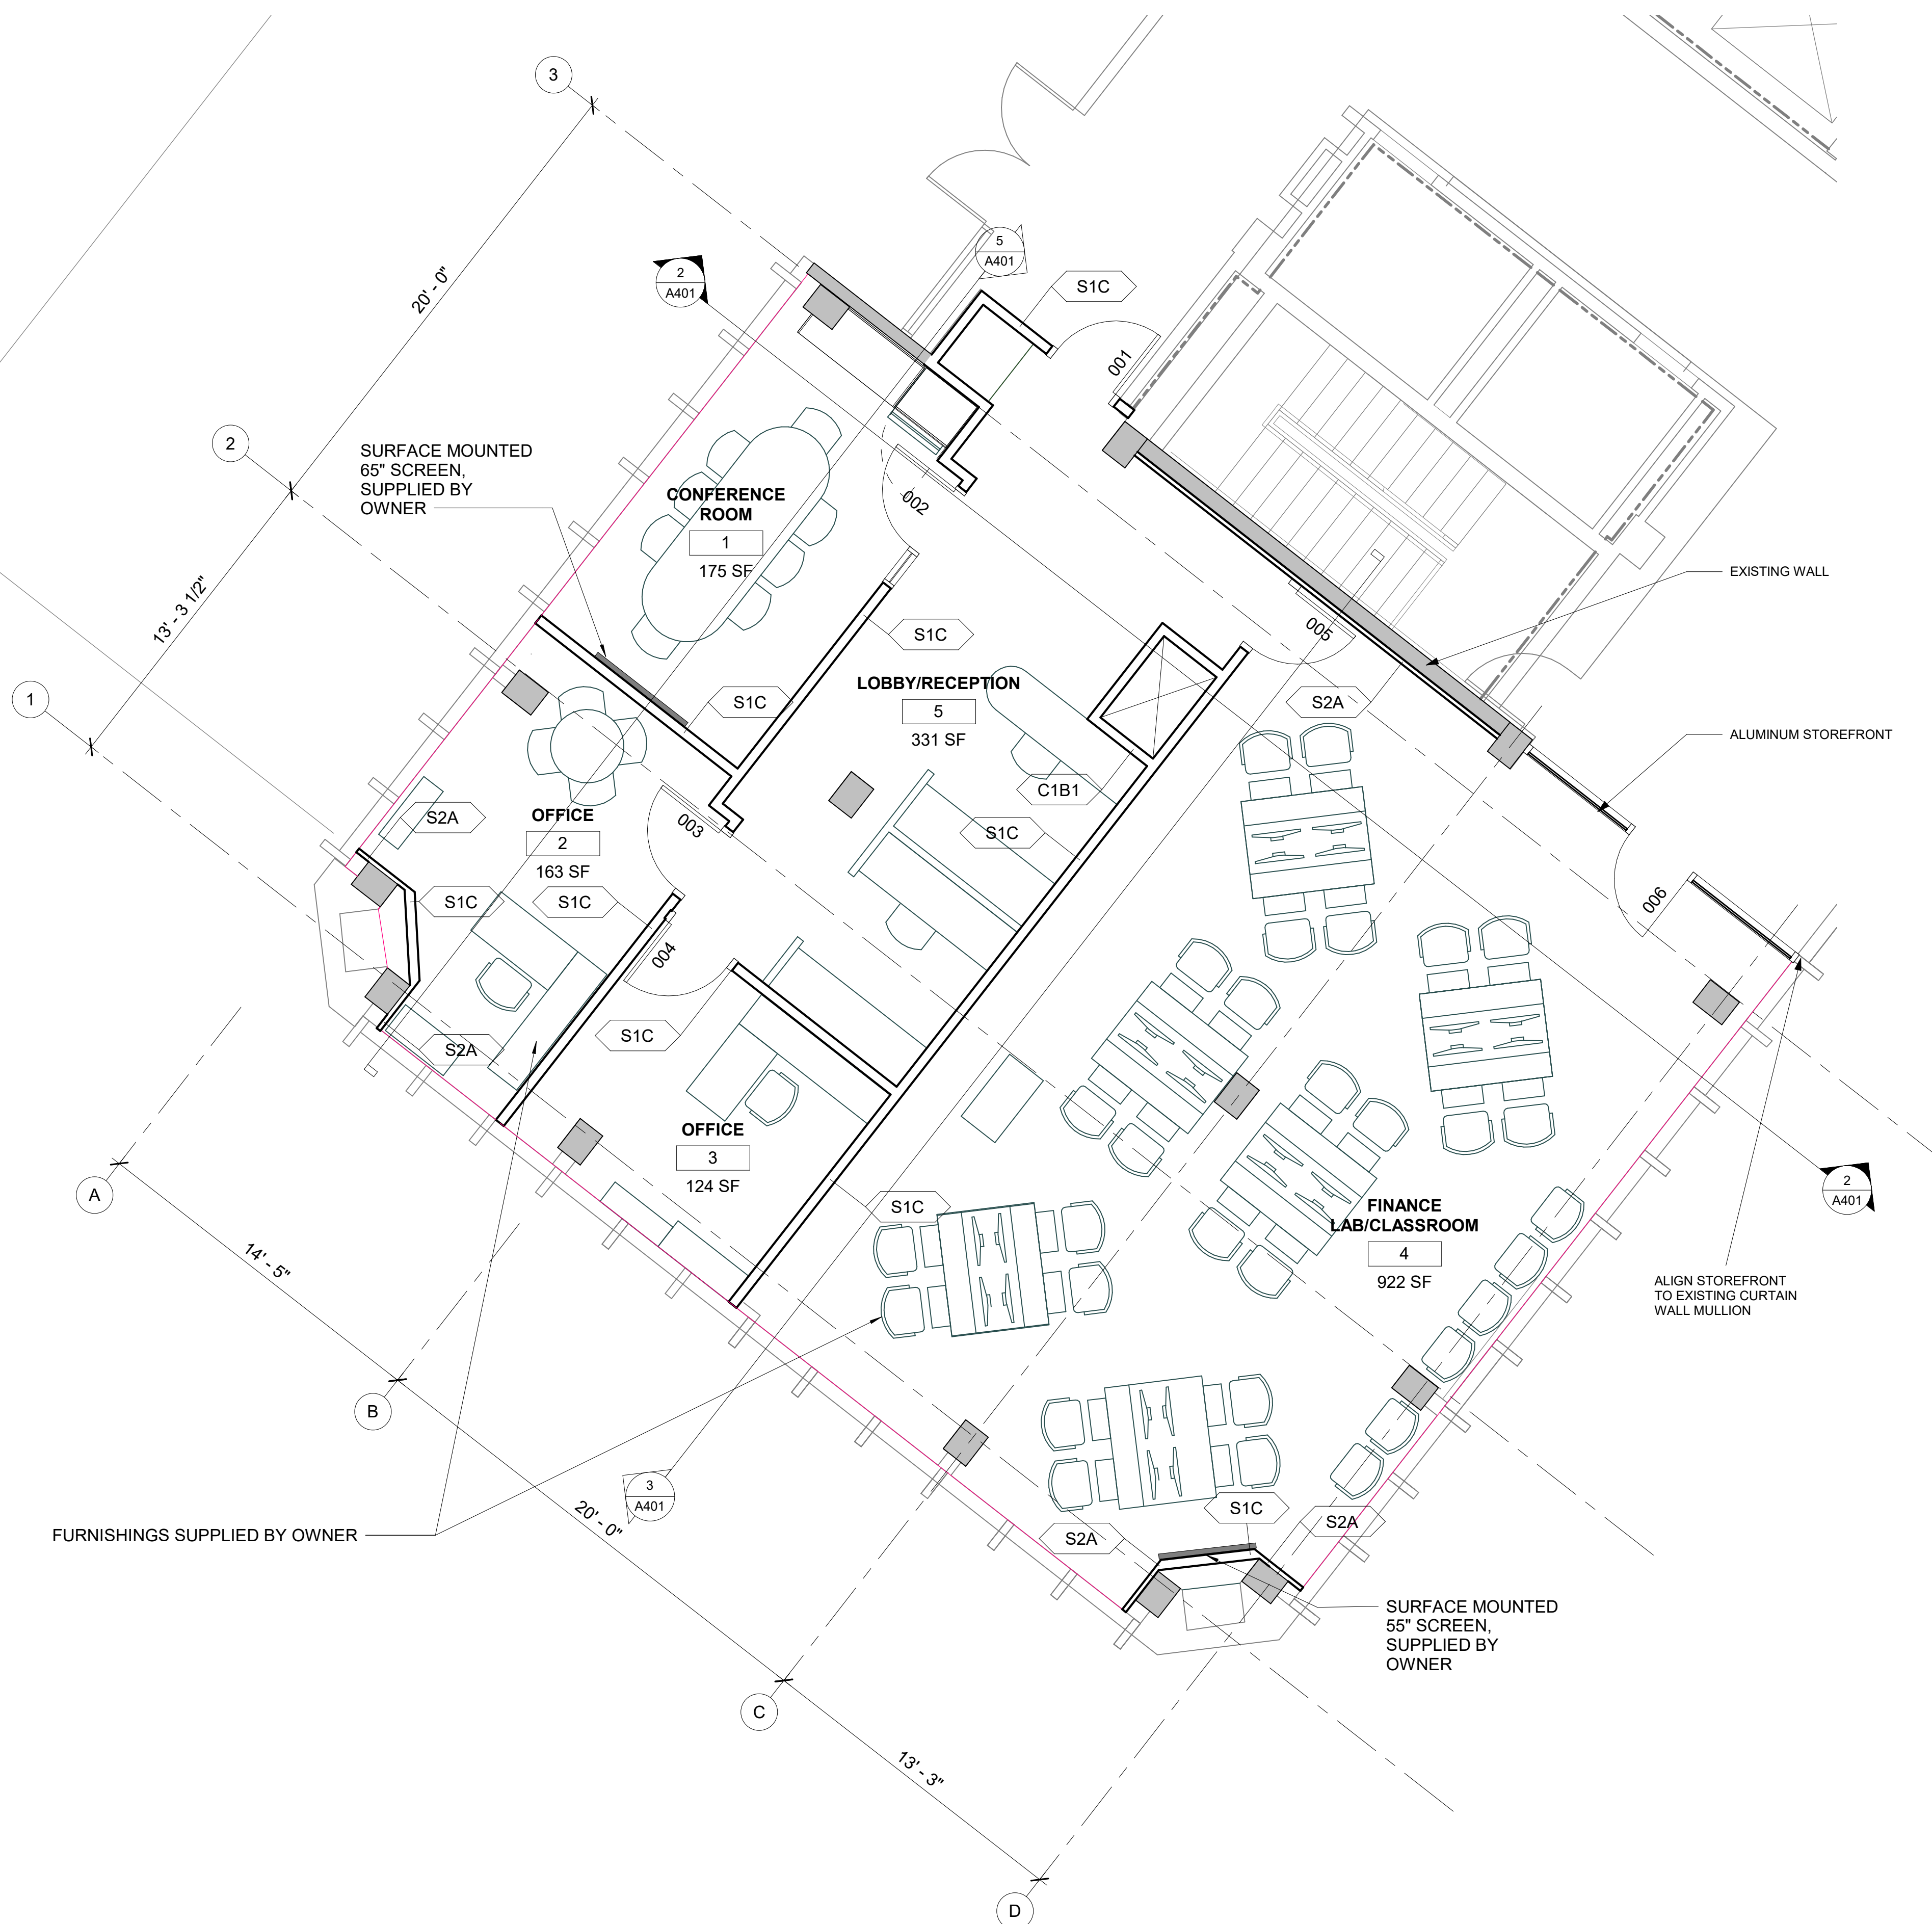 3
5
A401
2
A401
S1C
20' - 0"
001
2
SURFACE MOUNTED
65" SCREEN,
SUPPLIED BY
OWNER
CONFERENCE
ROOM
1
175 SF
002
EXISTING WALL
13' - 3 1/2"
S1C
005
1
S1C
LOBBY/RECEPTION
5
331 SF
S2A
ALUMINUM STOREFRONT
C1B1
S2A
OFFICE
2
163 SF
003
S1C
S1C
S1C
006
004
S1C
S2A
OFFICE
3
124 SF
A
S1C
FINANCE
LAB/CLASSROOM
4
922 SF
2
A401
14' - 5"
ALIGN STOREFRONT
TO EXISTING CURTAIN
WALL MULLION
B
3
A401
20' - 0"
FURNISHINGS SUPPLIED BY OWNER
S1C
S2A
S2A
SURFACE MOUNTED
55" SCREEN,
SUPPLIED BY
OWNER
C
13' - 3"
D